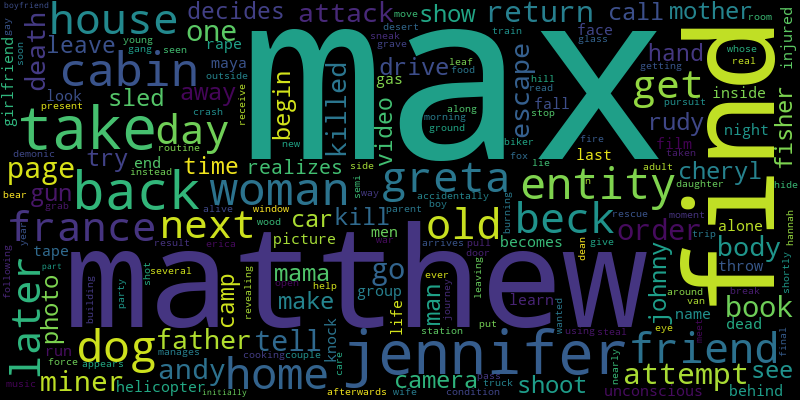 boyfriend
house
decides
attack
show
return
call
mother
move
room
desert
sneak
grave
train
glass
whose
real
injured
gay
young
gang
seen
death
leave
one
rape
maya
outside
cabin
girlfriend
soon
look
present
sled
away
crash
receive
begin
killed
max
drive
gas
video
food
leaf
along
morning
ground
escape
face
hand
rudy
hill
read
stop
fall
get
getting
pursuit
inside
find
fisher
take
day
demonic
routine
instead
new
side
biker
fire
fox
lie
last
film
taken
night
adult
try
end
time
realizes
page
gun
bear
grab
back
woman
greta
entity
cheryl
daughter
hide
way
semi
parent
boy
accidentally
burning
in
rescue
moment
trip
alone
body
throw
hannah
shortly
year
france
next
alive
window
wood
car
kill
old
beck
order
men
war
dean
give
becomes
arrives
pull
door
johnny
later
tape
result
erica
picture
matthew
following
part
photo
building
several
shot
party
camp
revealing
mama
open
help
make
go
group
life
ever
man
journey
leaving
learn
wanted
using
steal
name
around
van
eye
meet
break
book
dead
final
dog
father
tell
knock
station
put
jennifer
friend
run
force
appears
manages
andy
home
cooking
couple
care
camera
pass
truck
shoot
nearly
attempt
see
music
miner
helicopter
initially
afterwards
wife
condition
unconscious
behind